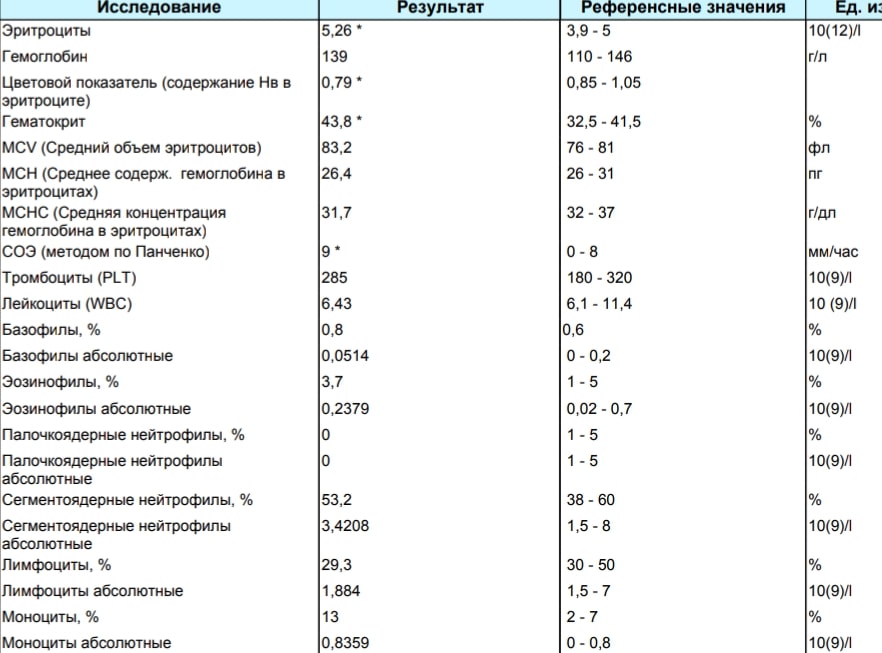 Исследование Результат Референсные значения Ед. из
Эритроциты 5,26 * 3,9 - 5 10(12)/l
Гемоглобин 139 110 - 146 г/л
Цветовой показатель (содержание Нв в 0,79 * 0,85 - 1,05
эритроците)
Гематокрит 43,8 * 32,5 - 41,5 %
MCV (Средний объем эритроцитов) 83,2 76 - 81 фл
MCH (Среднее содерж. гемоглобина в 26,4 26 - 31 пг
эритроцитах)
МСНС (Средняя концентрация 31,7 32 - 37 г/дл
гемоглобина в эритроцитах)
СОЭ (методом по Панченко) 9 * 0 - 8 мм/час
Тромбоциты (PLT) 285 180 - 320 10(9)/l
Лейкоциты (WBC) 6,43 6,1 - 11,4 10 (9)/l
Базофилы, % 0,8 0,6 %
Базофилы абсолютные 0,0514 0 - 0,2 10(9)/l
Эозинофилы, % 3,7 1 - 5 %
Эозинофилы абсолютные 0,2379 0,02 - 0,7 10(9)/l
Палочкоядерные нейтрофилы, % 0 1 - 5 %
Палочкоядерные нейтрофилы 0 1 - 5 10(9)/l
абсолютные
Сегментоядерные нейтрофилы, % 53,2 38 - 60 %
Сегментоядерные нейтрофилы 3,4208 1,5 - 8 10(9)/l
абсолютные
Лимфоциты, % 29,3 30 - 50 %
Лимфоциты абсолютные 1,884 1,5 - 7 10(9)/l
Моноциты, % 13 2 - 7 %
Моноциты абсолютные 0,8359 0 - 0,8 10(9)/l